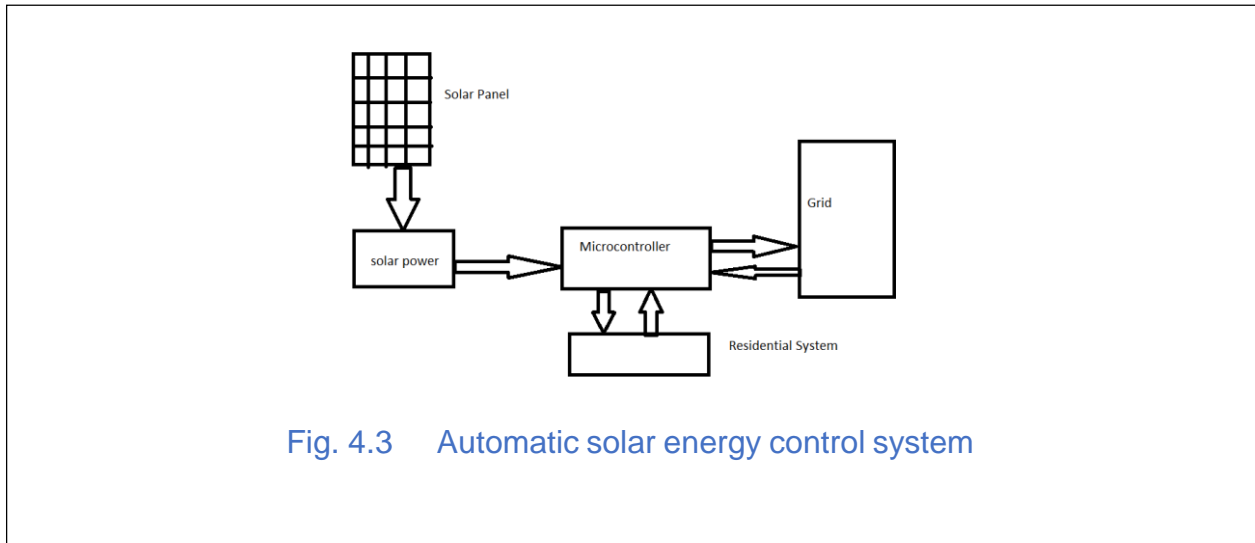 Solar Panel
Grid
Microcontroller
solar power
Residential System
Fig. 4.3 Automatic solar energy control system